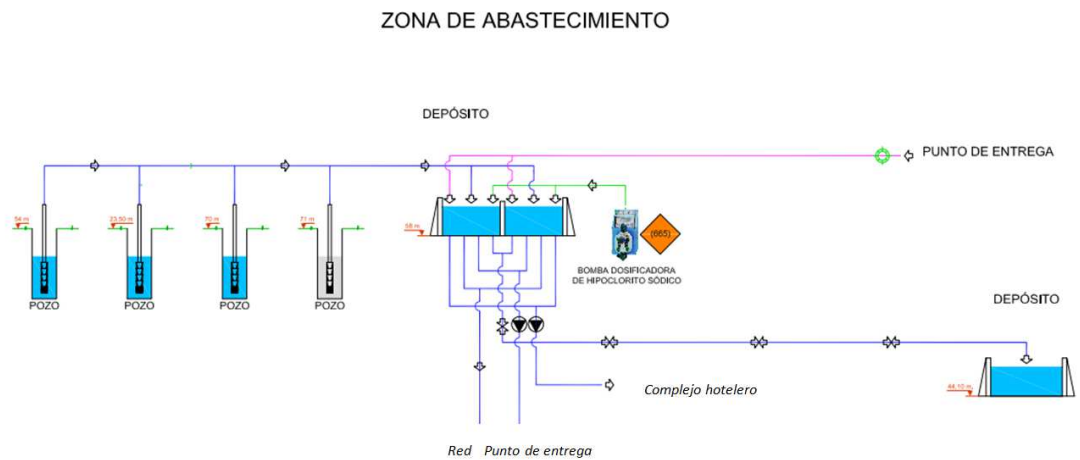 ZONA DE ABASTECIMIENTO
DEPÓSITO
PUNTO DE ENTREGA
54 m
23,50 m
70 m
71 m
58 m
(665)
BOMBA DOSIFICADORA
DE HIPOCLORITO SÓDICO
POZO
POZO
POZO
POZO
DEPÓSITO
44,10 m
Complejo hotelero
Red Punto de entrega